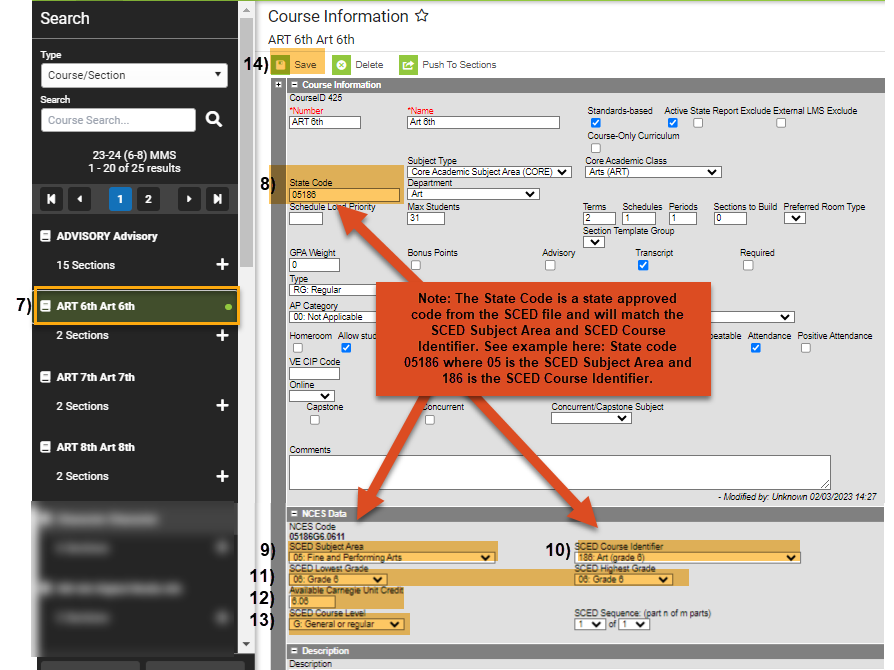 Search
Type
Course/Section
Search
Course Search...
23-24 (6-8) MMS
1 - 20 of 25 results
1 2
ADVISORY Advisory
15 Sections
7)
ART 6th Art 6th
2 Sections
ART 7th Art 7th
2 Sections
ART 8th Art 8th
2 Sections
Course Information
ART 6th Art 6th
14) Save Delete Push To Sections
Course Information
CourseID 425
*Number *Name Standards-based Active State Report Exclude External LMS Exclude
ART 6th Art 6th
Course-Only Curriculum
Subject Type Core Academic Class
Core Academic Subject Area (CORE) Arts (ART)
8) State Code Department
05186 Art
Schedule Load Priority Max Students Terms Schedules Periods Sections to Build Preferred Room Type
31 2 1 1 0
Section Template Group
GPA Weight Bonus Points Advisory Transcript Required
0
Type
RG: Regular
AP Category
00: Not Applicable
Note: The State Code is a state approved
code from the SCED file and will match the
SCED Subject Area and SCED Course
Identifier. See example here: State code
05186 where 05 is the SCED Subject Area and
186 is the SCED Course Identifier.
Homeroom Allow stud eatable Attendance Positive Attendance
VE CIP Code
Online
Capstone Concurrent Concurrent/Capstone Subject
Comments
- Modified by: Unknown 02/03/2023 14:27
NCES Data
NCES Code
05186G6.0611
9) SCED Subject Area 10) SCED Course Identifier
05: Fine and Performing Arts 186: Art (grade 6)
11) SCED Lowest Grade SCED Highest Grade
06: Grade 6 06: Grade 6
12) Available Carnegie Unit Credit
6.06
13) SCED Course Level SCED Sequence: (part n of m parts)
G: General or regular 1 of 1
Description
Description